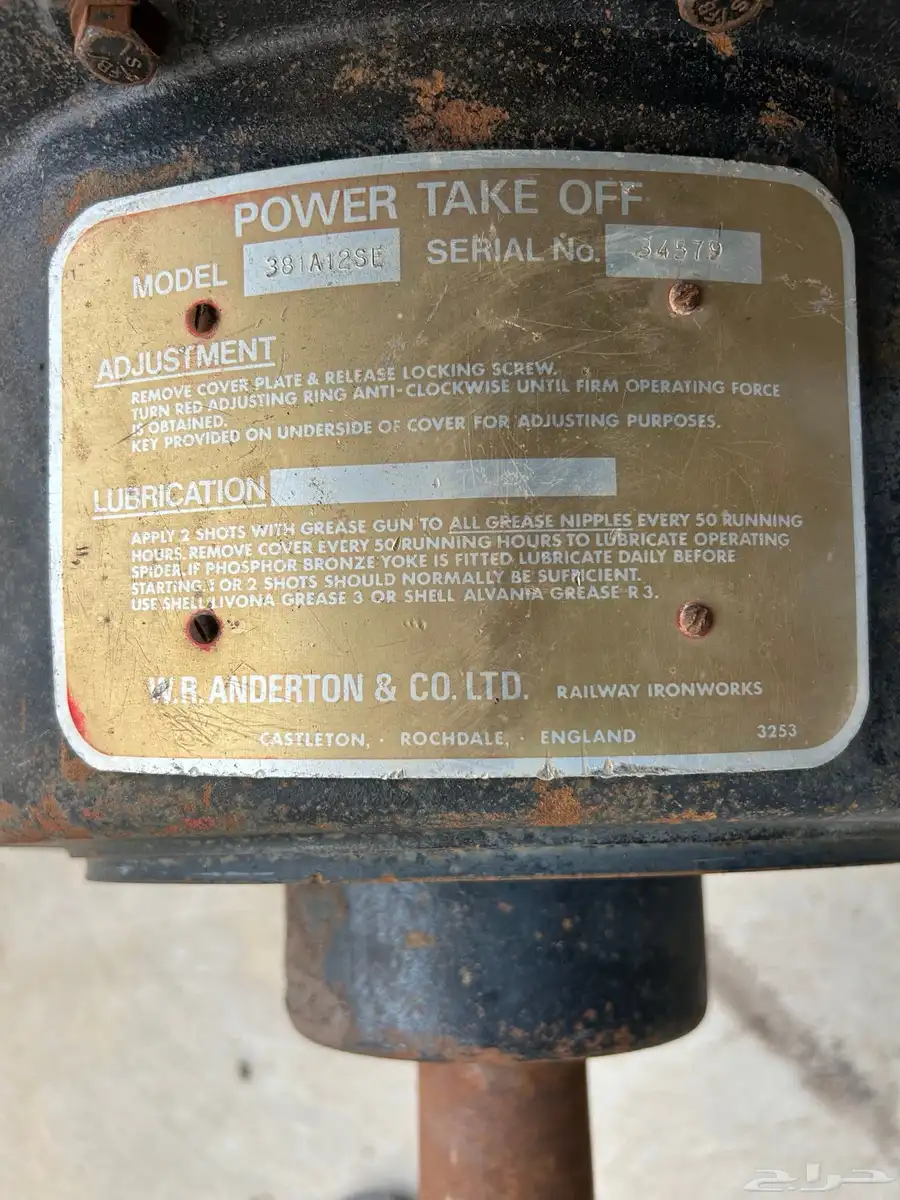 POWER TAKE OFF
MODEL 381A12SE SERIAL No. 34579
ADJUSTMENT
REMOVE COVER PLATE & RELEASE LOCKING SCREW.
TURN RED ADJUSTING RING ANTI-CLOCKWISE UNTIL FIRM OPERATING FORCE
IS OBTAINED.
KEY PROVIDED ON UNDERSIDE OF COVER FOR ADJUSTING PURPOSES.
LUBRICATION
APPLY 2 SHOTS WITH GREASE GUN TO ALL GREASE NIPPLES EVERY 50 RUNNING
HOURS. REMOVE COVER EVERY 50 RUNNING HOURS TO LUBRICATE OPERATING
SPIDER. IF PHOSPHOR BRONZE YOKE IS FITTED LUBRICATE DAILY BEFORE
STARTING. 1 OR 2 SHOTS SHOULD NORMALLY BE SUFFICIENT.
USE SHELL LIVONA GREASE 3 OR SHELL ALVANIA GREASE R3.
W.R. ANDERTON & CO. LTD. RAILWAY IRONWORKS
CASTLETON, ROCHDALE, ENGLAND 3253
حراج